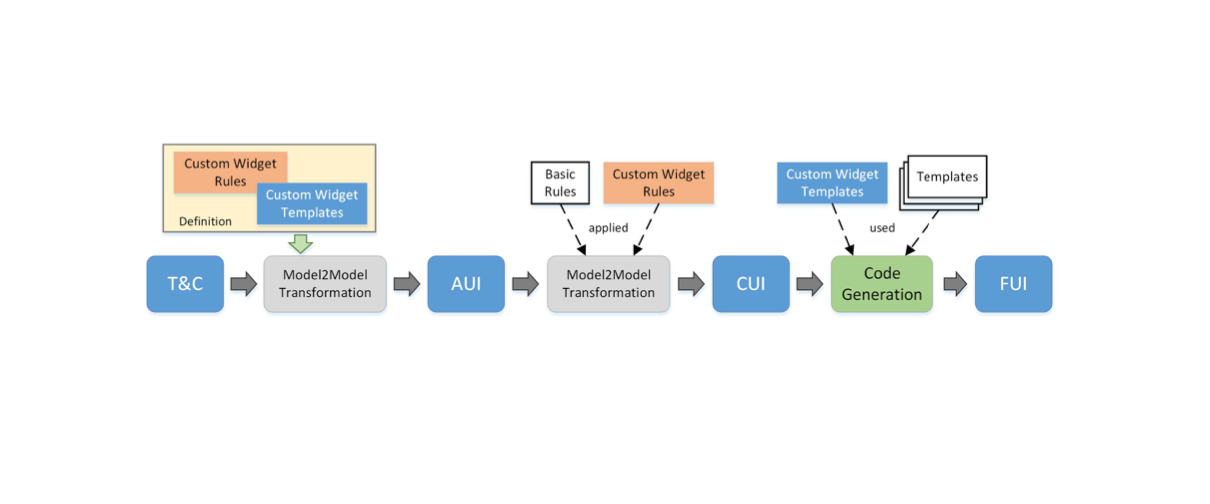 Custom Widget
Rules
Custom Widget
Templates
Definition
Basic
Rules
Custom Widget
Rules
applied
Custom Widget
Templates
Templates
used
T&C
Model2Model
Transformation
AUI
Model2Model
Transformation
CUI
Code
Generation
FUI